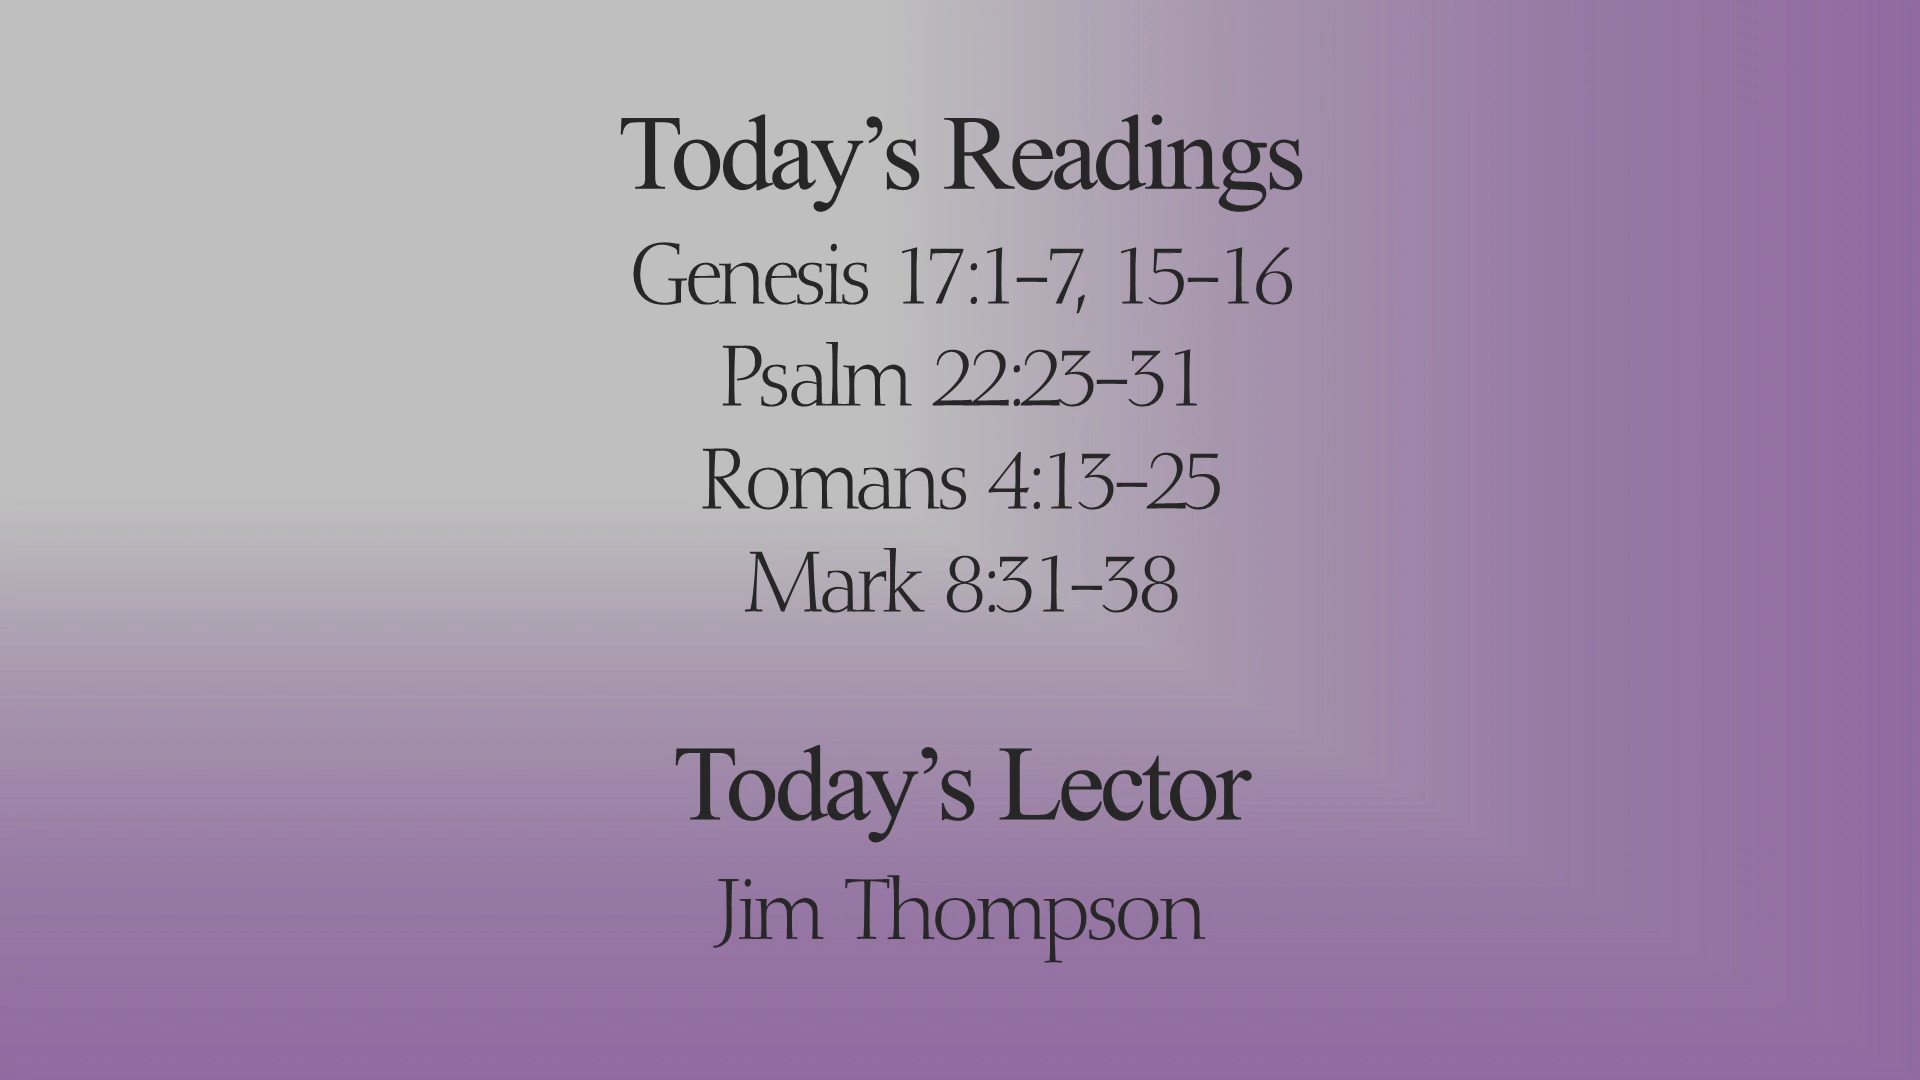 Today’s Readings
Genesis 17:1–7, 15–16
Psalm 22:23–31
Romans 4:13–25
Mark 8:31–38
Today’s Lector
Jim Thompson